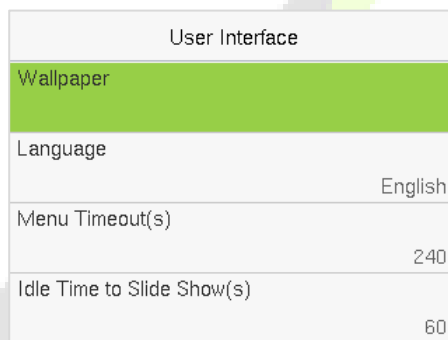 User Interface
Wallpaper
Language
English
Menu Timeout(s)
240
Idle Time to Slide Show(s)
60